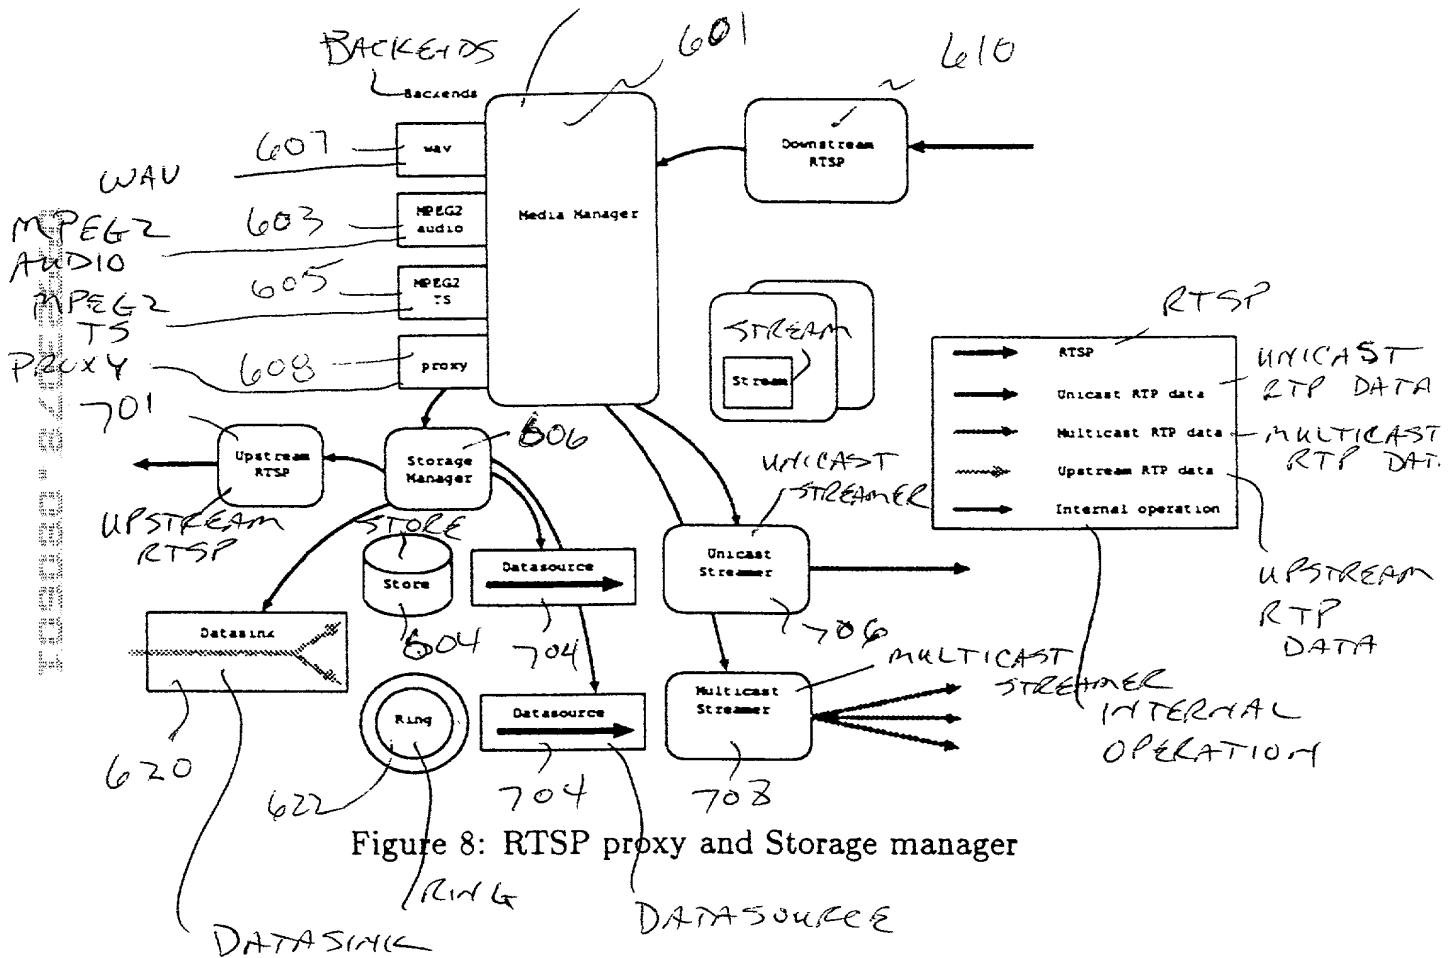 BACKENDS
601
610
Backends
607
wav
WAV
Downstream
RTSP
MPEG2
AUDIO
603
MPEG2
audio
Media Manager
MPEG2
TS
605
MPEG2
TS
PROXY
608
proxy
STREAM
Stream
RTSP
RTSP
Unicast RTP data
UNICAST
RTP DATA
Multicast RTP data
MULTICAST
RTP DAT.
Upstream RTP data
UPSTREAM
RTP
DATA
Internal operation
INTERNAL
OPERATION
701
Upstream
RTSP
UPSTREAM
RTSP
Storage
Manager
606
UNICAST
STREAMER
Unicast
Streamer
706
STORE
Store
604
Datasource
704
Datasink
620
DATASINK
Ring
622
RING
Datasource
704
DATASOURCE
Multicast
Streamer
MULTICAST
STREAMER
708
Figure 8: RTSP proxy and Storage manager